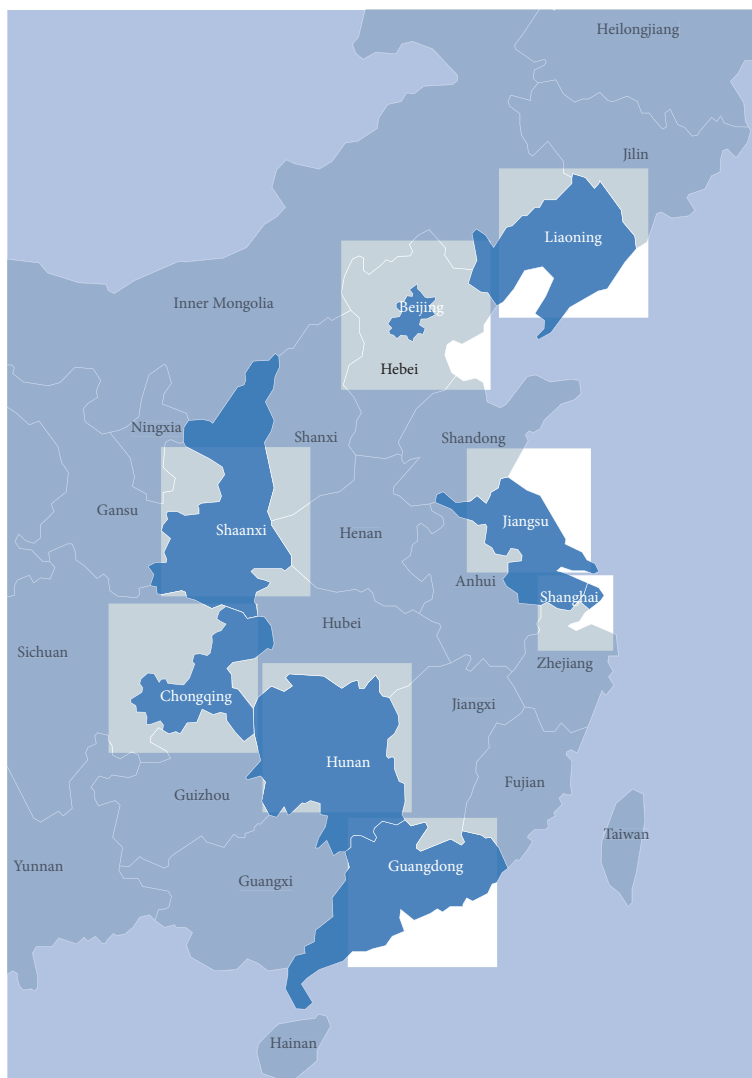 Heilongjiang
Jilin
Liaoning
Inner Mongolia
Beijing
Hebei
Ningxia
Shanxi
Shandong
Gansu
Shaanxi
Henan
Jiangsu
Anhui
Shanghai
Hubei
Sichuan
Zhejiang
Chongqing
Jiangxi
Hunan
Guizhou
Fujian
Taiwan
Yunnan
Guangxi
Guangdong
Hainan